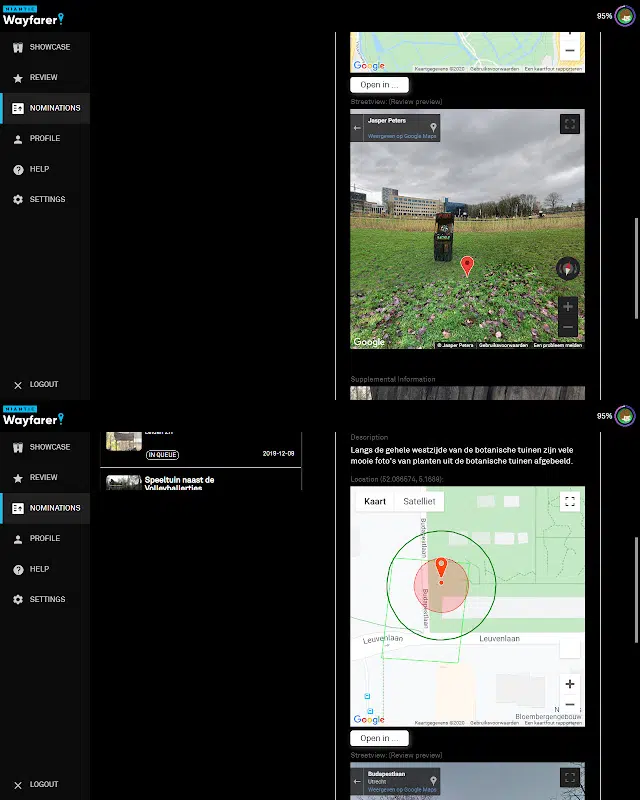 NIANTIC
Wayfarer
95%
SHOWCASE
REVIEW
NOMINATIONS
PROFILE
HELP
SETTINGS
LOGOUT
Google
Kaartgegevens ©2020 Gebruiksvoorwaarden Een kaartfout rapporteren
Open in ...
Streetview: (Review preview)
Jasper Peters
Weergeven op Google Maps
Google
© Jasper Peters Gebruiksvoorwaarden Een probleem melden
Supplemental Information
NIANTIC
Wayfarer
95%
SHOWCASE
REVIEW
NOMINATIONS
PROFILE
HELP
SETTINGS
LOGOUT
IN QUEUE
2019-12-09
Speeltuin naast de
Volleyballertjes
Description
Langs de gehele westzijde van de botanische tuinen zijn vele
mooie foto's van planten uit de botanische tuinen afgebeeld.
Location (52.086574, 5.1689):
Kaart Satelliet
Budapestlaan
Budapestlaan
Leuvenlaan
Leuvenlaan
Bloembergengebouw
Google
Kaartgegevens ©2020 Gebruiksvoorwaarden Een kaartfout rapporteren
Open in ...
Streetview: (Review preview)
Budapestlaan
Utrecht
Weergeven op Google Maps